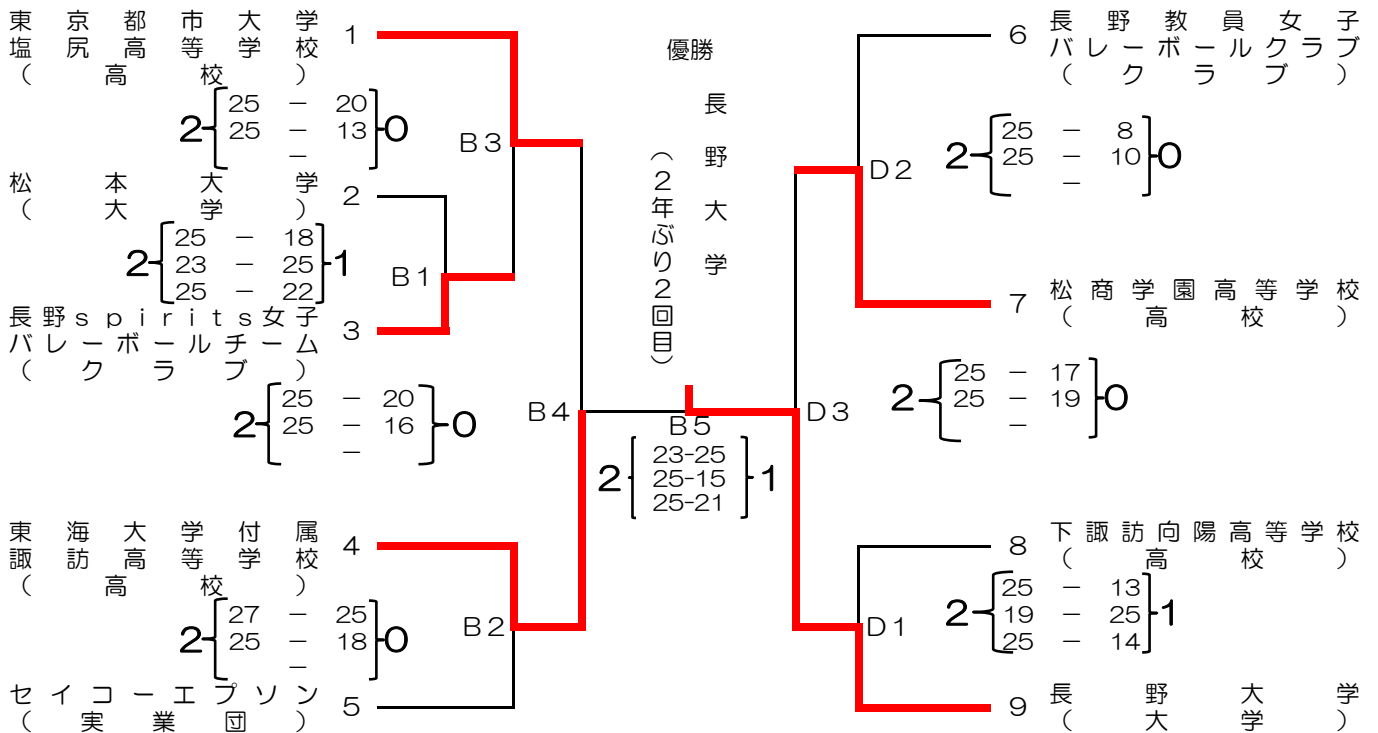 東京都市大学
塩尻高等学校
(高校)
1
2 25 - 20 0
25 - 13
-
B3
松本大学
(大学)
2
2 25 - 18 1
23 - 25
25 - 22
B1
長野spirits女子
バレーボールチーム
(クラブ)
3
2 25 - 20 0
25 - 16
-
B4
東海大学付属
諏訪高等学校
(高校)
4
2 27 - 25 0
25 - 18
-
B2
セイコーエプソン
(実業団)
5
優勝
長野大学
(2年ぶり2回目)
B5
2 23-25 1
25-15
25-21
6
長野教員女子
バレーボールクラブ
(クラブ)
2 25 - 8 0
25 - 10
-
D2
7
松商学園高等学校
(高校)
2 25 - 17 0
25 - 19
-
D3
8
下諏訪向陽高等学校
(高校)
2 25 - 13 1
19 - 25
25 - 14
D1
9
長野大学
(大学)